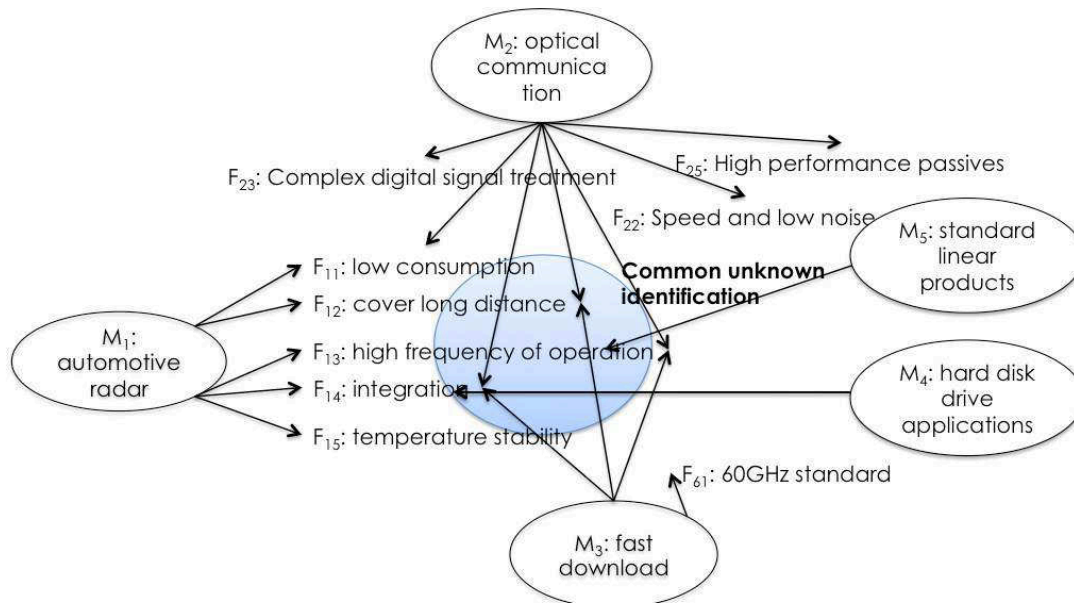 M2: optical
communica
tion
F25: High performance passives
F23: Complex digital signal treatment
F22: Speed and low noise
M5: standard
linear
products
F11: low consumption
Common unknown
identification
F12: cover long distance
M1:
automotive
radar
F13: high frequency of operation
F14: integration
M4: hard disk
drive
applications
F15: temperature stability
F61: 60GHz standard
M3: fast
download